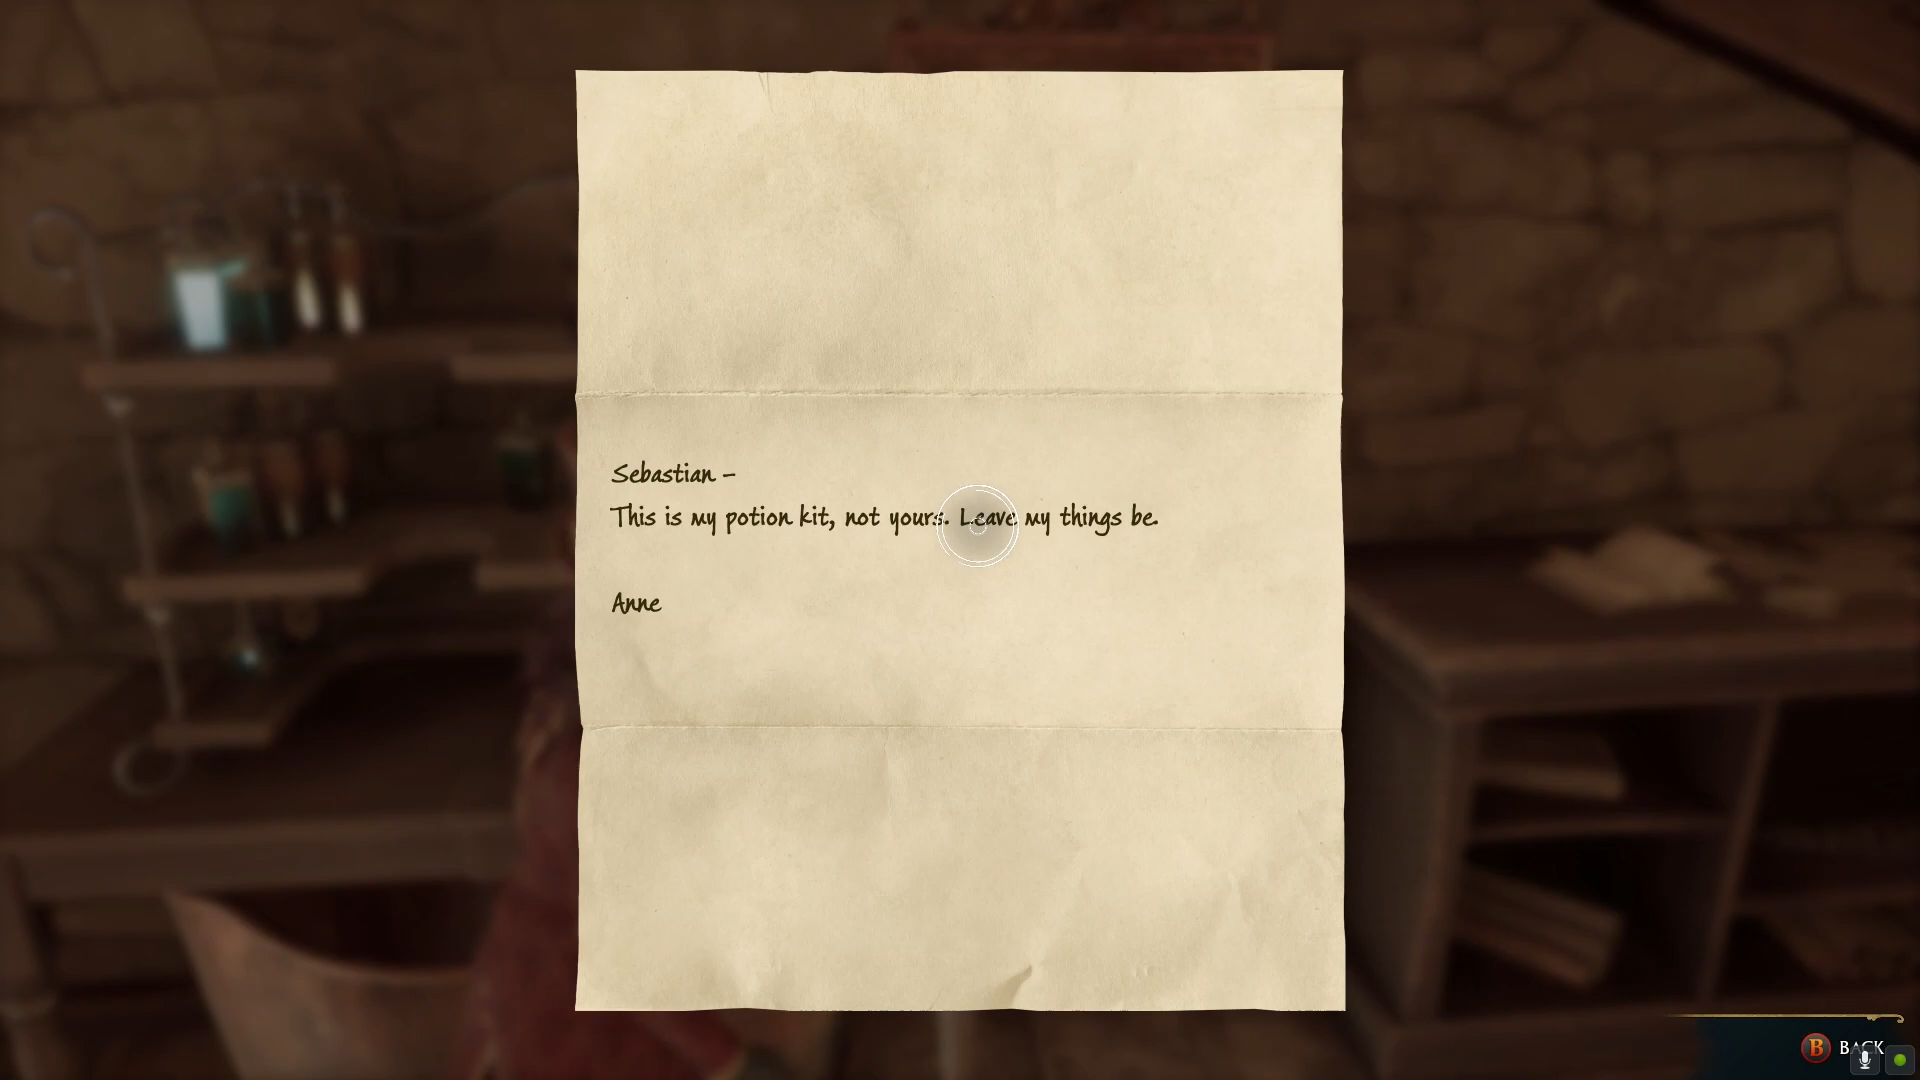 Sebastian –
This is my potion kit, not yours. Leave my things be.
Anne
B BACK